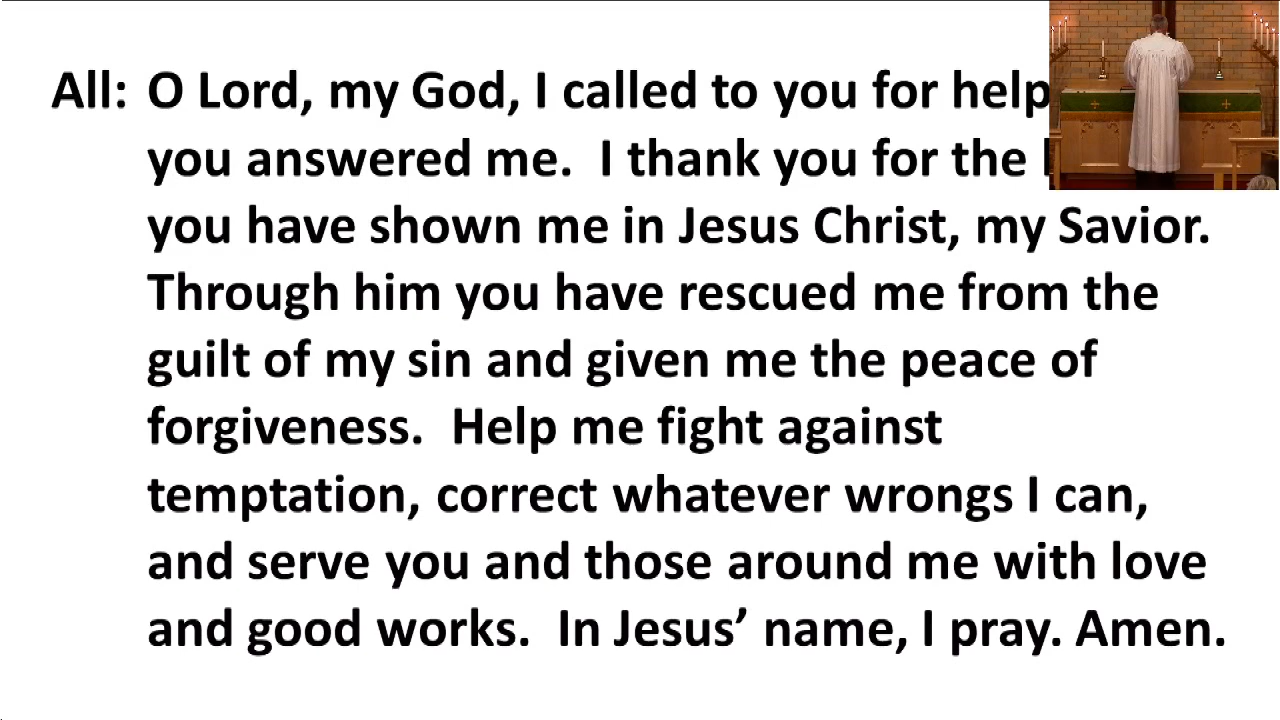 All: O Lord, my God, I called to you for help
you answered me.  I thank you for the
you have shown me in Jesus Christ, my Savior.
Through him you have rescued me from the
guilt of my sin and given me the peace of
forgiveness.  Help me fight against
temptation, correct whatever wrongs I can,
and serve you and those around me with love
and good works.  In Jesus’ name, I pray. Amen.